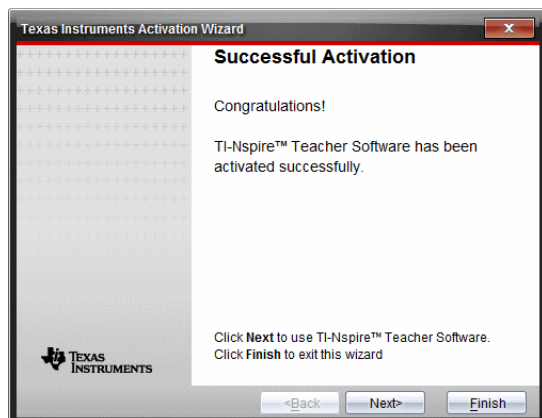 Texas Instruments Activation Wizard
x
Successful Activation
Congratulations!
TI-Nspire™ Teacher Software has been
activated successfully.
Click Next to use TI-Nspire™ Teacher Software.
Click Finish to exit this wizard
TEXAS
INSTRUMENTS
<Back Next> Finish